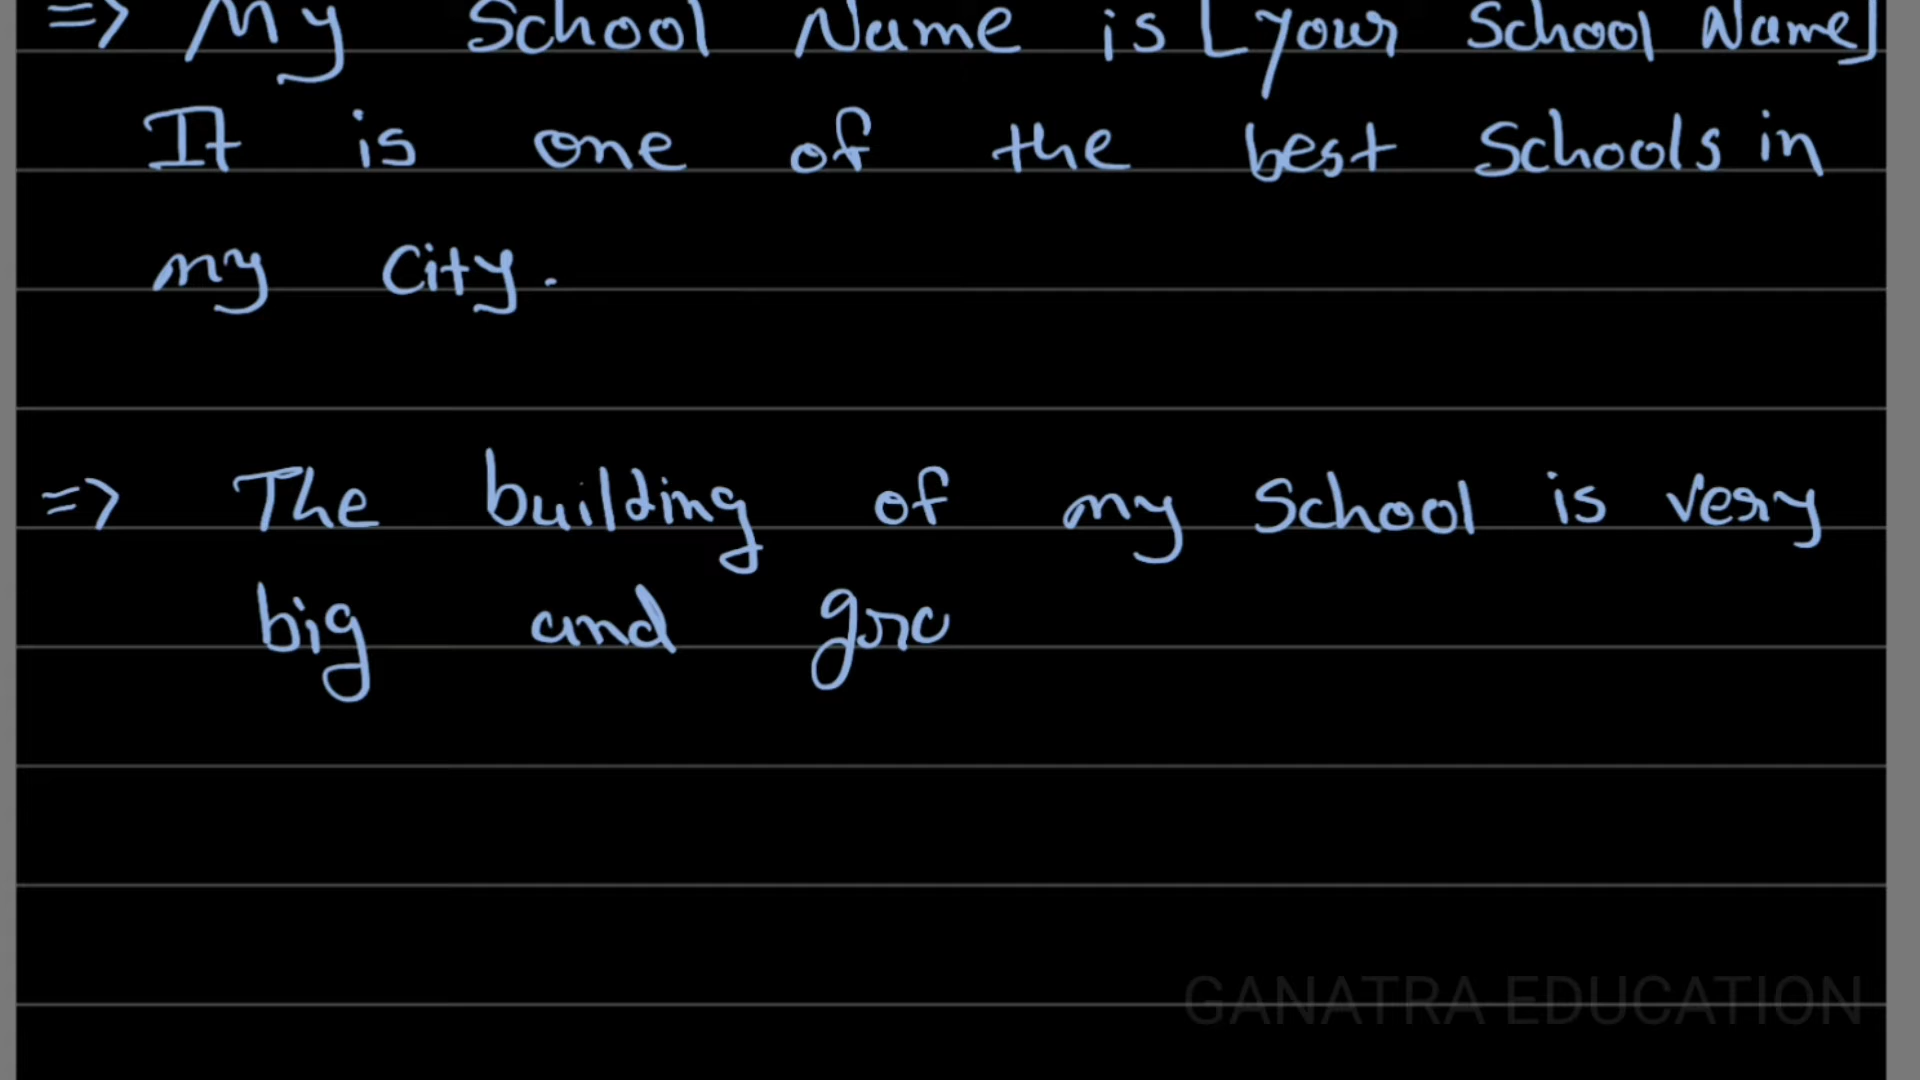 => My School Name is [your School Name]
It is one of the best Schools in
my City.
=> The building of my School is very
big and gra
GANATRA EDUCATION